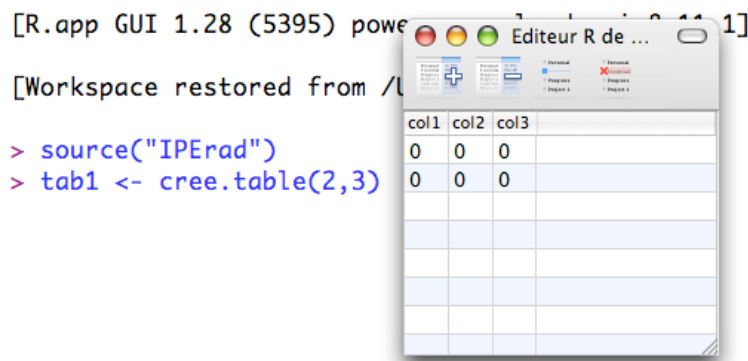 [R.app GUI 1.28 (5395)
1]
Editeur R de ...
[Workspace restored from
> source("IPErad")
> tab1 <- cree.table(2,3)
col1 col2 col3
0 0 0
0 0 0